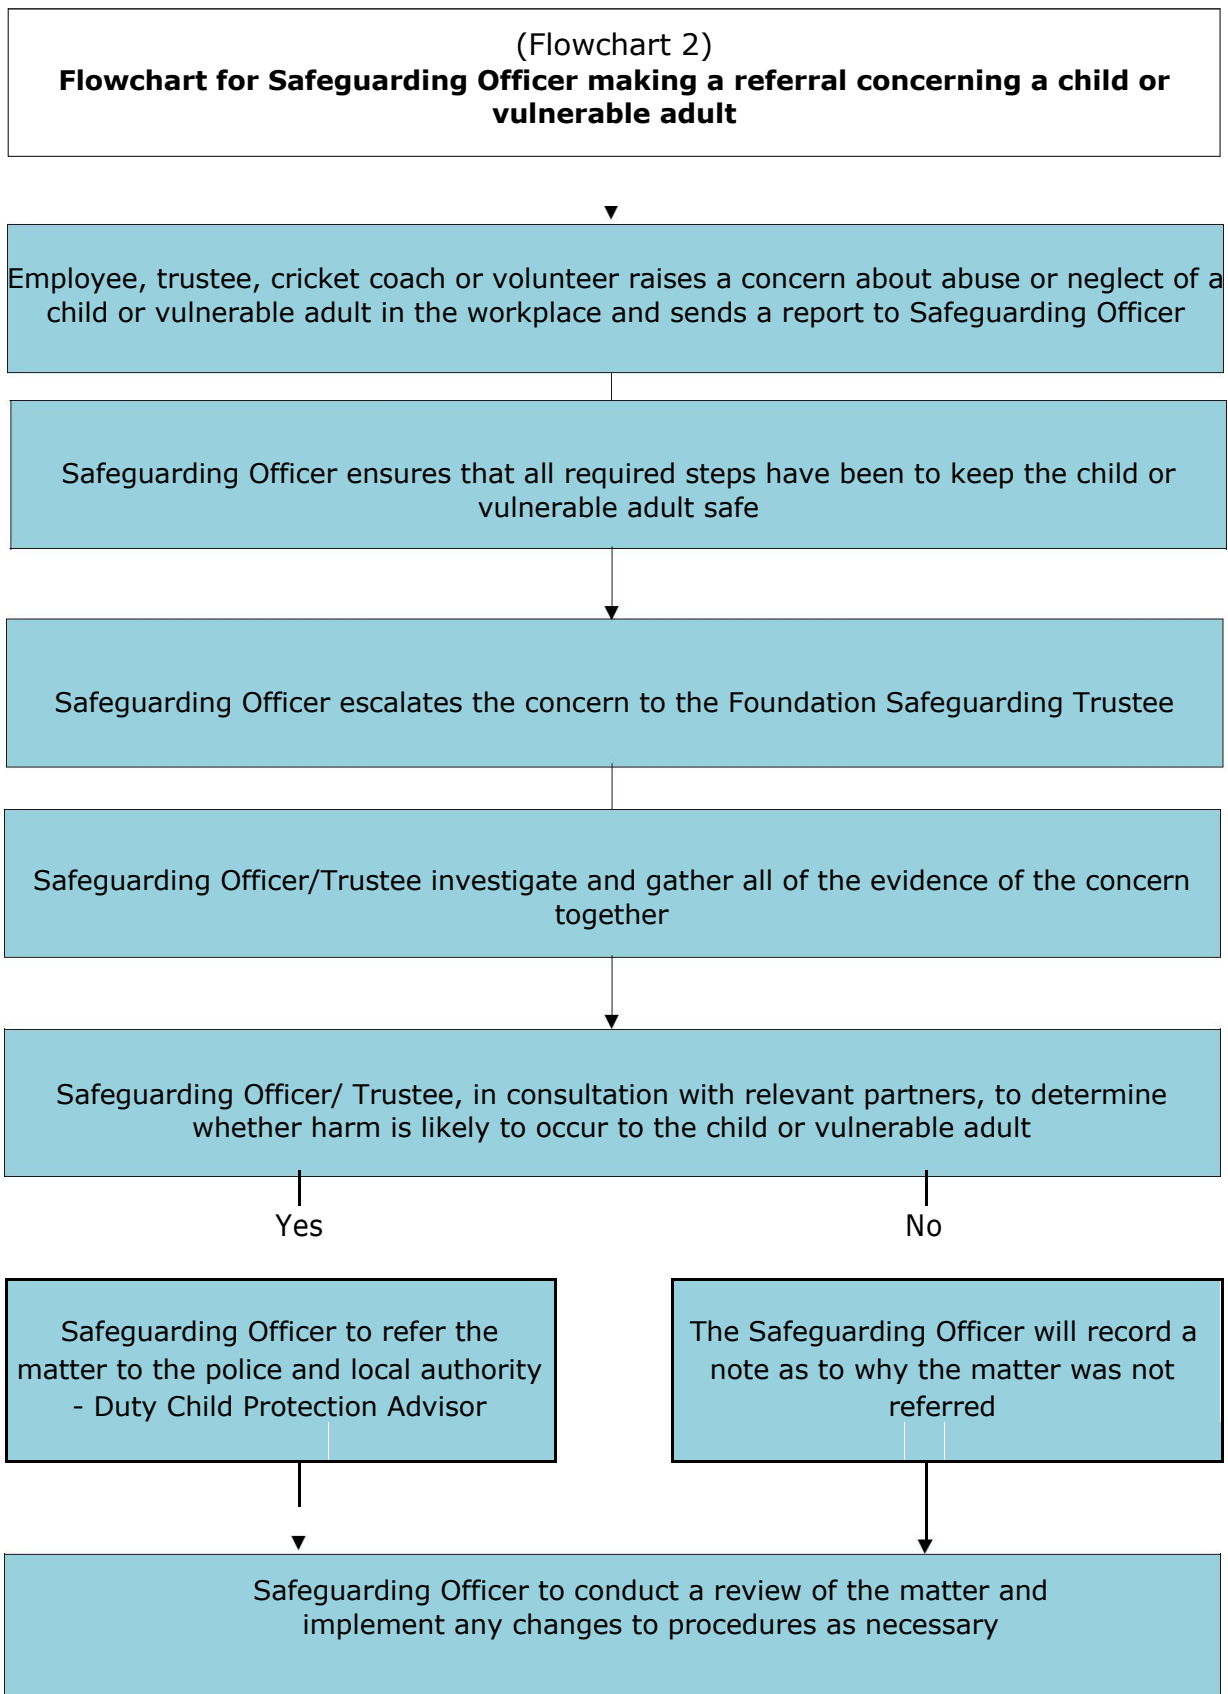 (Flowchart 2)
Flowchart for Safeguarding Officer making a referral concerning a child or
vulnerable adult
Employee, trustee, cricket coach or volunteer raises a concern about abuse or neglect of a
child or vulnerable adult in the workplace and sends a report to Safeguarding Officer
Safeguarding Officer ensures that all required steps have been to keep the child or
vulnerable adult safe
Safeguarding Officer escalates the concern to the Foundation Safeguarding Trustee
Safeguarding Officer/Trustee investigate and gather all of the evidence of the concern
together
Safeguarding Officer/ Trustee, in consultation with relevant partners, to determine
whether harm is likely to occur to the child or vulnerable adult
Yes
No
Safeguarding Officer to refer the
matter to the police and local authority
- Duty Child Protection Advisor
The Safeguarding Officer will record a
note as to why the matter was not
referred
Safeguarding Officer to conduct a review of the matter and
implement any changes to procedures as necessary